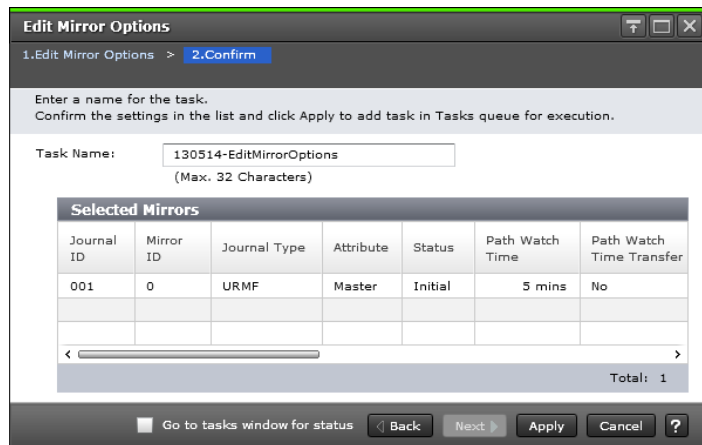 Edit Mirror Options
1.Edit Mirror Options > 2.Confirm
Enter a name for the task.
Confirm the settings in the list and click Apply to add task in Tasks queue for execution.
Task Name: 130514-EditMirrorOptions
(Max. 32 Characters)
Selected Mirrors
Journal ID Mirror ID Journal Type Attribute Status Path Watch Time Path Watch Time Transfer
001 0 URMF Master Initial 5 mins No
Total: 1
Go to tasks window for status Back Next Apply Cancel ?